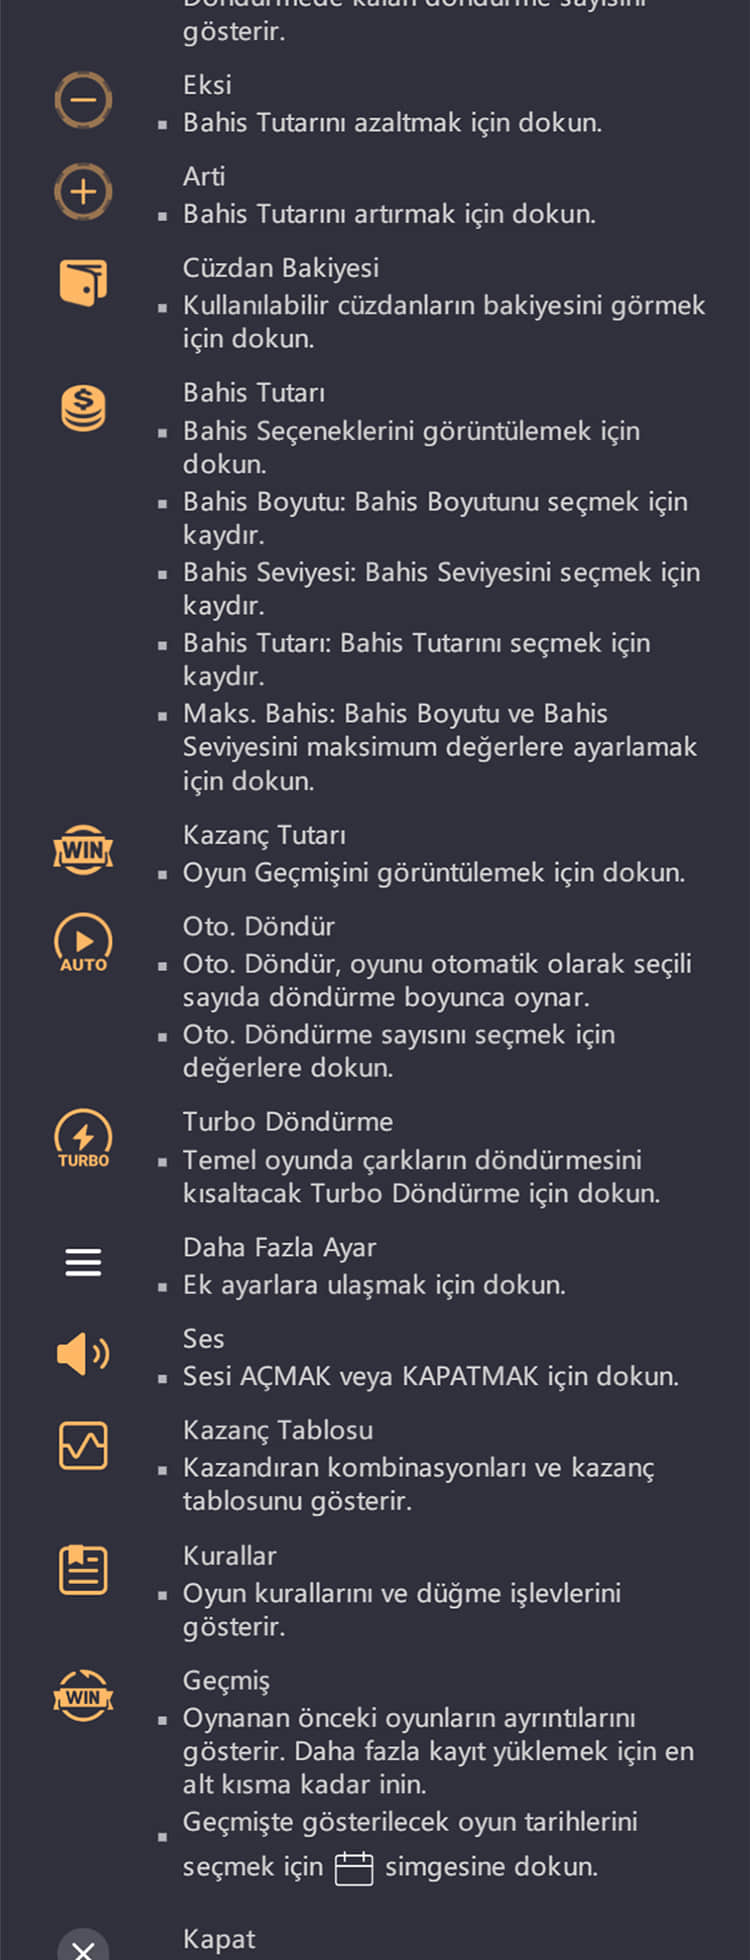 Döndürmede kalan döndürme sayısını
gösterir.
Eksi
▪ Bahis Tutarını azaltmak için dokun.
Arti
▪ Bahis Tutarını artırmak için dokun.
Cüzdan Bakiyesi
▪ Kullanılabilir cüzdanların bakiyesini görmek
için dokun.
$
Bahis Tutarı
▪ Bahis Seçeneklerini görüntülemek için
dokun.
▪ Bahis Boyutu: Bahis Boyutunu seçmek için
kaydır.
▪ Bahis Seviyesi: Bahis Seviyesini seçmek için
kaydır.
▪ Bahis Tutarı: Bahis Tutarını seçmek için
kaydır.
▪ Maks. Bahis: Bahis Boyutu ve Bahis
Seviyesini maksimum değerlere ayarlamak
için dokun.
WIN
Kazanç Tutarı
▪ Oyun Geçmişini görüntülemek için dokun.
AUTO
Oto. Döndür
▪ Oto. Döndür, oyunu otomatik olarak seçili
sayıda döndürme boyunca oynar.
▪ Oto. Döndürme sayısını seçmek için
değerlere dokun.
TURBO
Turbo Döndürme
▪ Temel oyunda çarkların döndürmesini
kısaltacak Turbo Döndürme için dokun.
Daha Fazla Ayar
▪ Ek ayarlara ulaşmak için dokun.
Ses
▪ Sesi AÇMAK veya KAPATMAK için dokun.
Kazanç Tablosu
▪ Kazandıran kombinasyonları ve kazanç
tablosunu gösterir.
Kurallar
▪ Oyun kurallarını ve düğme işlevlerini
gösterir.
WIN
Geçmiş
▪ Oynanan önceki oyunların ayrıntılarını
gösterir. Daha fazla kayıt yüklemek için en
alt kısma kadar inin.
▪ Geçmişte gösterilecek oyun tarihlerini
seçmek için simgesine dokun.
Kapat